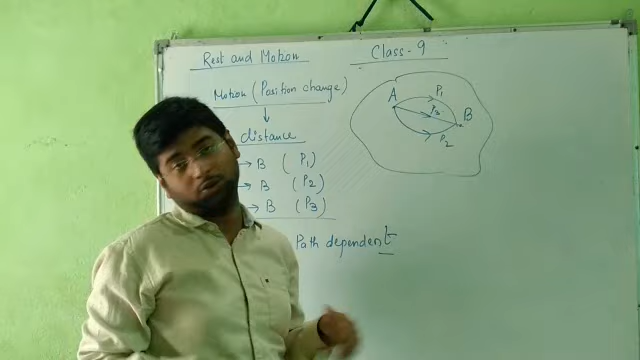 Rest and Motion
Class - 9
Motion (Position change)
↓
distance
→ B (P1)
→ B (P2)
→ B (P3)
Path dependent
A
P1
P3
B
P2